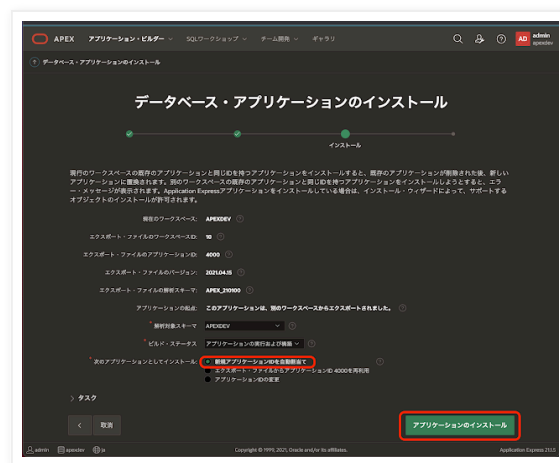 APEX アプリケーション・ビルダー SQLワークショップ チーム開発 ギャラリ AD admin apexdev
データベース・アプリケーションのインストール
データベース・アプリケーションのインストール
インストール
現行のワークスペースの既存のアプリケーションと同じIDを持つアプリケーションをインストールすると、既存のアプリケーションが削除された後、新しい
アプリケーションに置換されます。別のワークスペースの既存のアプリケーションと同じIDを持つアプリケーションをインストールしようとすると、エラ
ー・メッセージが表示されます。Application Expressアプリケーションをインストールしている場合は、インストール・ウィザードによって、サポートする
オブジェクトのインストールが許可されます。
現在のワークスペース: APEXDEV
エクスポート・ファイルのワークスペースID: 10
エクスポート・ファイルのアプリケーションID: 4000
エクスポート・ファイルのバージョン: 2021.04.15
エクスポート・ファイルの解析スキーマ: APEX_210100
アプリケーションの起点: このアプリケーションは、別のワークスペースからエクスポートされました。
* 解析対象スキーマ APEXDEV
* ビルド・ステータス アプリケーションの実行および構築
* 次のアプリケーションとしてインストール: 新規アプリケーションIDを自動割当て
エクスポート・ファイルからアプリケーションID 4000を再利用
アプリケーションIDの変更
> タスク
< 取消 アプリケーションのインストール
admin apexdev ja Copyright © 1999, 2021, Oracle and/or its affiliates. Application Express 21.1.0